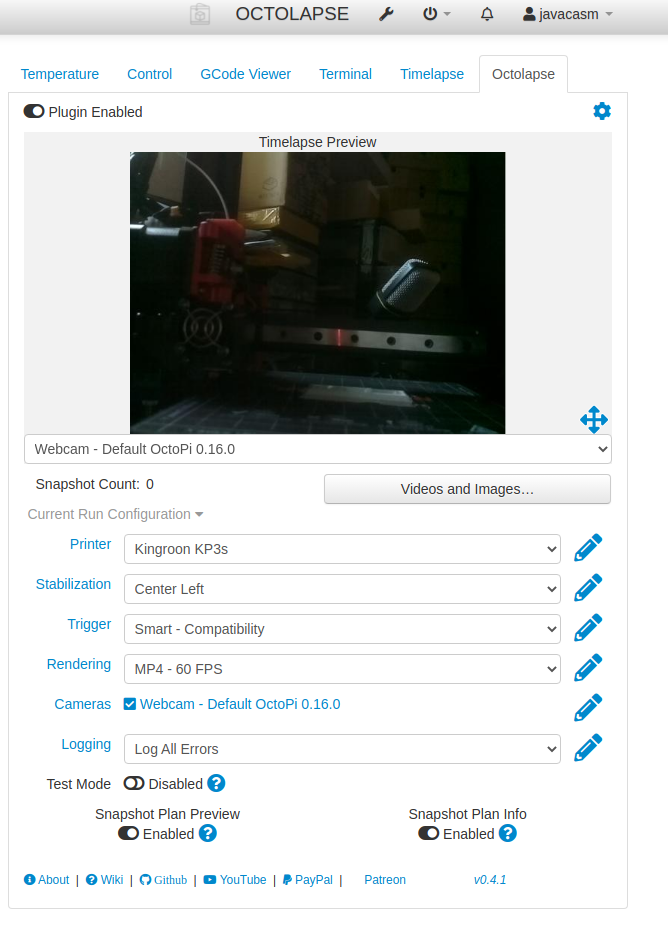 OCTOLAPSE javacasm
Temperature Control GCode Viewer Terminal Timelapse Octolapse
Plugin Enabled
Timelapse Preview
Webcam - Default OctoPi 0.16.0
Snapshot Count: 0 Videos and Images…
Current Run Configuration
Printer Kingroon KP3s
Stabilization Center Left
Trigger Smart - Compatibility
Rendering MP4 - 60 FPS
Cameras Webcam - Default OctoPi 0.16.0
Logging Log All Errors
Test Mode Disabled
Snapshot Plan Preview Snapshot Plan Info
Enabled Enabled
About | Wiki | Github | YouTube | PayPal | Patreon v0.4.1